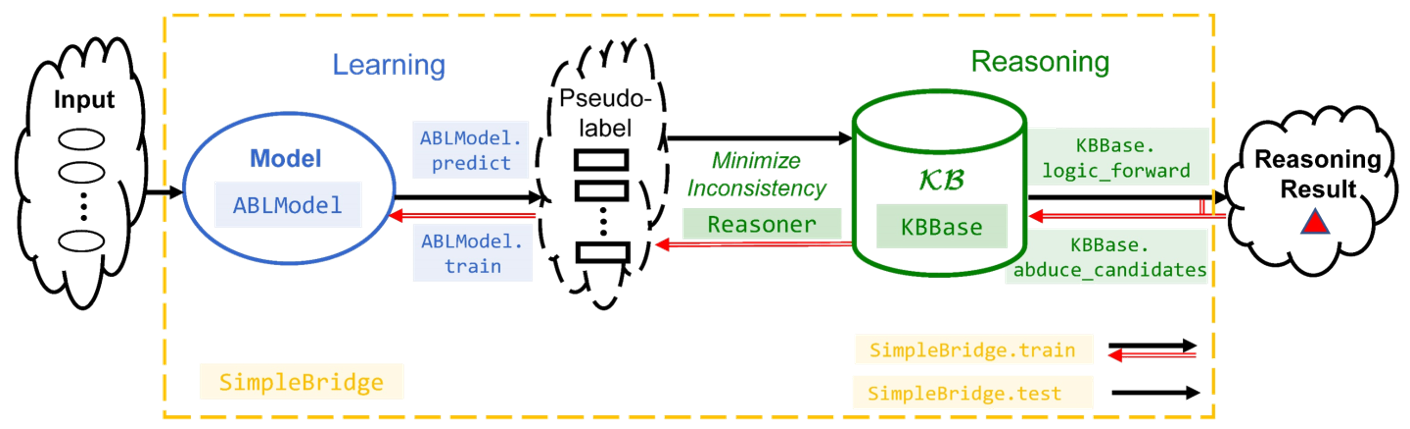 Learning
Reasoning
Input
Model
ABLModel
ABLModel.
predict
ABLModel.
train
Pseudo-
label
Minimize
Inconsistency
Reasoner
𝒦ℬ
KBBase
KBBase.
logic_forward
KBBase.
abduce_candidates
Reasoning
Result
SimpleBridge
SimpleBridge.train
SimpleBridge.test